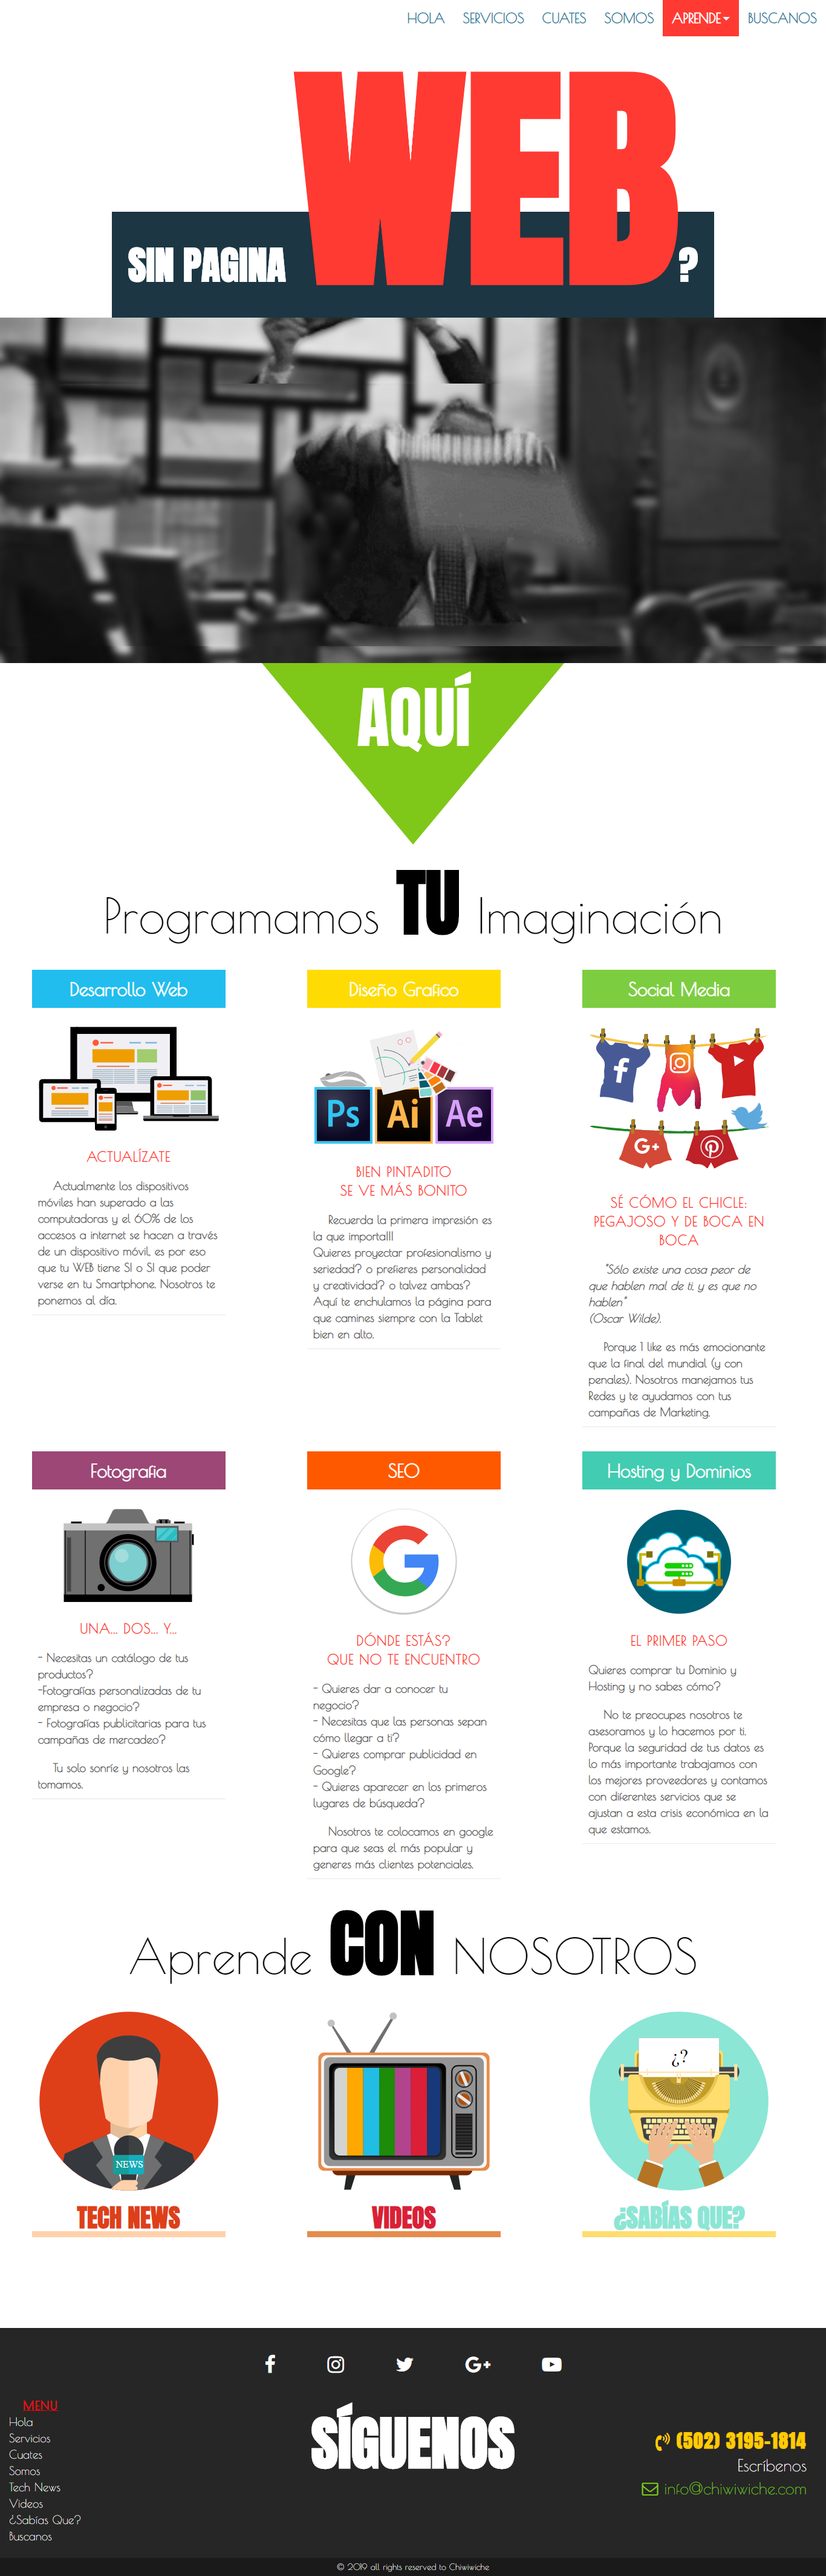 HOLA SERVICIOS CUATES SOMOS APRENDE BUSCANOS
SIN PAGINA WEB ?
AQUÍ
Programamos TU Imaginación
Desarrollo Web
ACTUALÍZATE
Actualmente los dispositivos
móviles han superado a las
computadoras y el 60% de los
accesos a internet se hacen a través
de un dispositivo móvil, es por eso
que tu WEB tiene SI o SI que poder
verse en tu Smartphone. Nosotros te
ponemos al día.
Diseño Grafico
Ps Ai Ae
BIEN PINTADITO
SE VE MÁS BONITO
Recuerda la primera impresión es
la que importa!!!
Quieres proyectar profesionalismo y
seriedad? o prefieres personalidad
y creatividad? o talvez ambas?
Aquí te enchulamos la página para
que camines siempre con la Tablet
bien en alto.
Social Media
f
G+
SÉ CÓMO EL CHICLE:
PEGAJOSO Y DE BOCA EN
BOCA
"Sólo existe una cosa peor de
que hablen mal de ti, y es que no
hablen"
(Oscar Wilde).
Porque 1 like es más emocionante
que la final del mundial (y con
penales). Nosotros manejamos tus
Redes y te ayudamos con tus
campañas de Marketing.
Fotografia
UNA... DOS... Y...
- Necesitas un catálogo de tus
productos?
-Fotografías personalizadas de tu
empresa o negocio?
- Fotografías publicitarias para tus
campañas de mercadeo?
Tu solo sonríe y nosotros las
tomamos.
SEO
G
DÓNDE ESTÁS?
QUE NO TE ENCUENTRO
- Quieres dar a conocer tu
negocio?
- Necesitas que las personas sepan
cómo llegar a ti?
- Quieres comprar publicidad en
Google?
- Quieres aparecer en los primeros
lugares de búsqueda?
Nosotros te colocamos en google
para que seas el más popular y
generes más clientes potenciales.
Hosting y Dominios
EL PRIMER PASO
Quieres comprar tu Dominio y
Hosting y no sabes cómo?
No te preocupes nosotros te
asesoramos y lo hacemos por ti.
Porque la seguridad de tus datos es
lo más importante trabajamos con
los mejores proveedores y contamos
con diferentes servicios que se
ajustan a esta crisis económica en la
que estamos.
Aprende CON NOSOTROS
NEWS
TECH NEWS
VIDEOS
¿?
¿SABÍAS QUE?
f G+
MENU
Hola
Servicios
Cuates
Somos
Tech News
Videos
¿Sabías Que?
Buscanos
SÍGUENOS
(502) 3195-1814
Escríbenos
info@chiwiwiche.com
© 2019 all rights reserved to Chiwiwiche